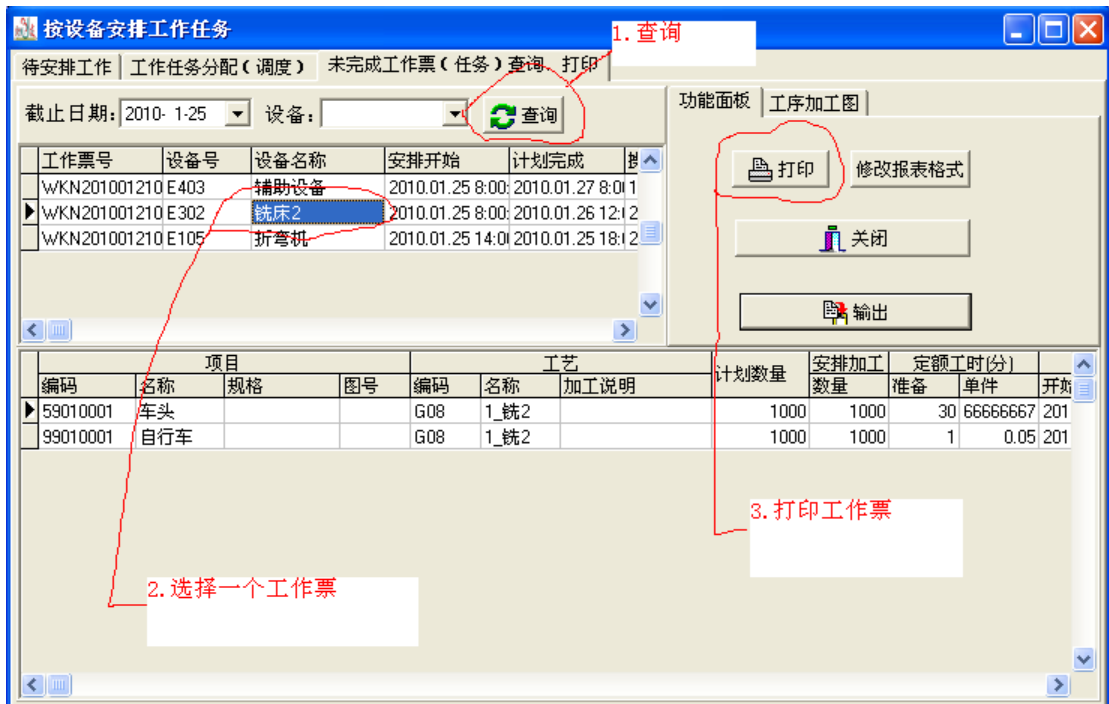 按设备安排工作任务
1.查询
待安排工作 工作任务分配(调度) 未完成工作票(任务)查询、打印
截止日期: 2010- 1-25 设备: 查询
功能面板 工序加工图
工作票号 设备号 设备名称 安排开始 计划完成
WKN201001210 E403 辅助设备 2010.01.25 8:00: 2010.01.27 8:0 1
WKN201001210 E302 铣床2 2010.01.25 8:00: 2010.01.26 12: 2
WKN201001210 E105 折弯机 2010.01.25 14:0 2010.01.25 18: 2
打印 修改报表格式
关闭
输出
项目 工艺 计划数量 安排加工 定额工时(分)
编码 名称 规格 图号 编码 名称 加工说明 数量 准备 单件 开始
59010001 车头 G08 1_铣2 1000 1000 30 66666667 201
99010001 自行车 G08 1_铣2 1000 1000 1 0.05 201
3.打印工作票
2.选择一个工作票